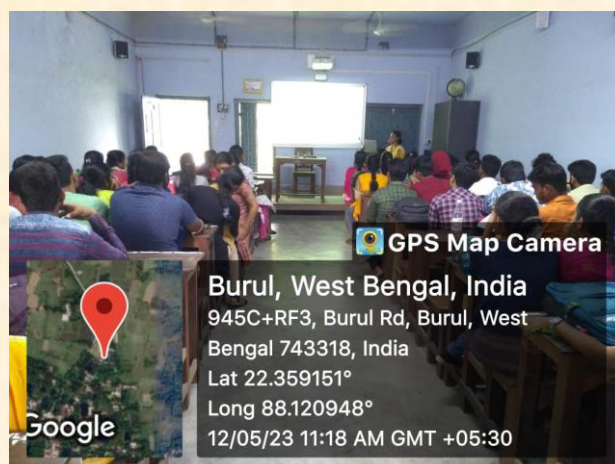 GPS Map Camera
Burul, West Bengal, India
945C+RF3, Burul Rd, Burul, West
Bengal 743318, India
Lat 22.359151°
Long 88.120948°
12/05/23 11:18 AM GMT +05:30
Google